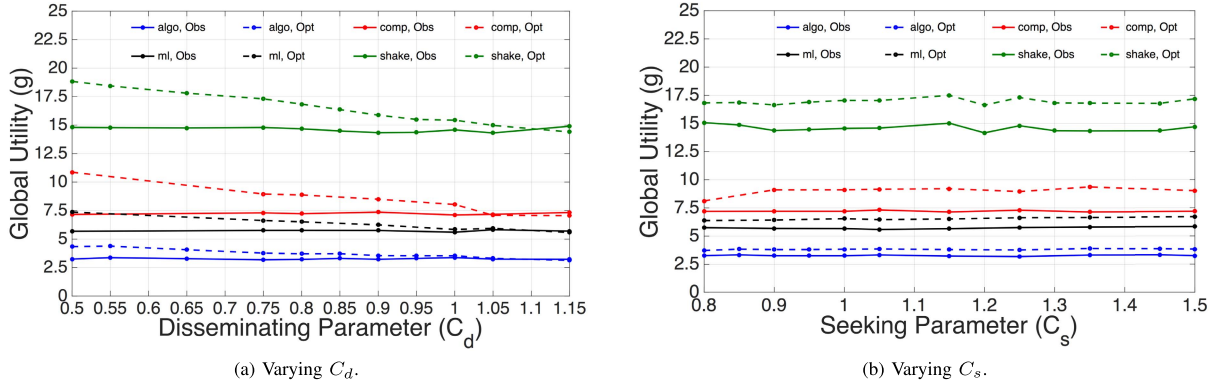 25
22.5
20
17.5
15
12.5
10
7.5
5
2.5
0
Global Utility (g)
algo, Obs
algo, Opt
comp, Obs
comp, Opt
ml, Obs
ml, Opt
shake, Obs
shake, Opt
0.5 0.55 0.6 0.65 0.7 0.75 0.8 0.85 0.9 0.95 1 1.05 1.1 1.15
Disseminating Parameter (C_d)
(a) Varying C_d.
25
22.5
20
17.5
15
12.5
10
7.5
5
2.5
0
Global Utility (g)
algo, Obs
algo, Opt
comp, Obs
comp, Opt
ml, Obs
ml, Opt
shake, Obs
shake, Opt
0.8 0.9 1 1.1 1.2 1.3 1.4 1.5
Seeking Parameter (C_s)
(b) Varying C_s.